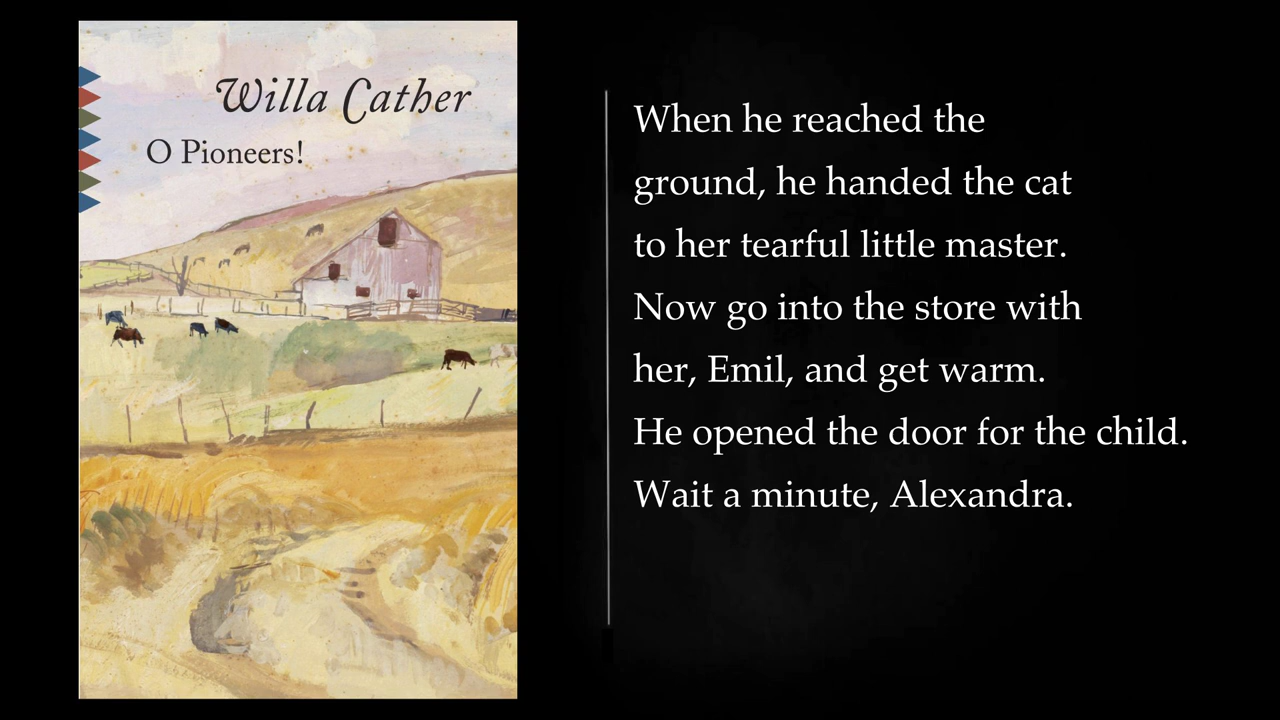 Willa Cather
O Pioneers!
When he reached the
ground, he handed the cat
to her tearful little master.
Now go into the store with
her, Emil, and get warm.
He opened the door for the child.
Wait a minute, Alexandra.